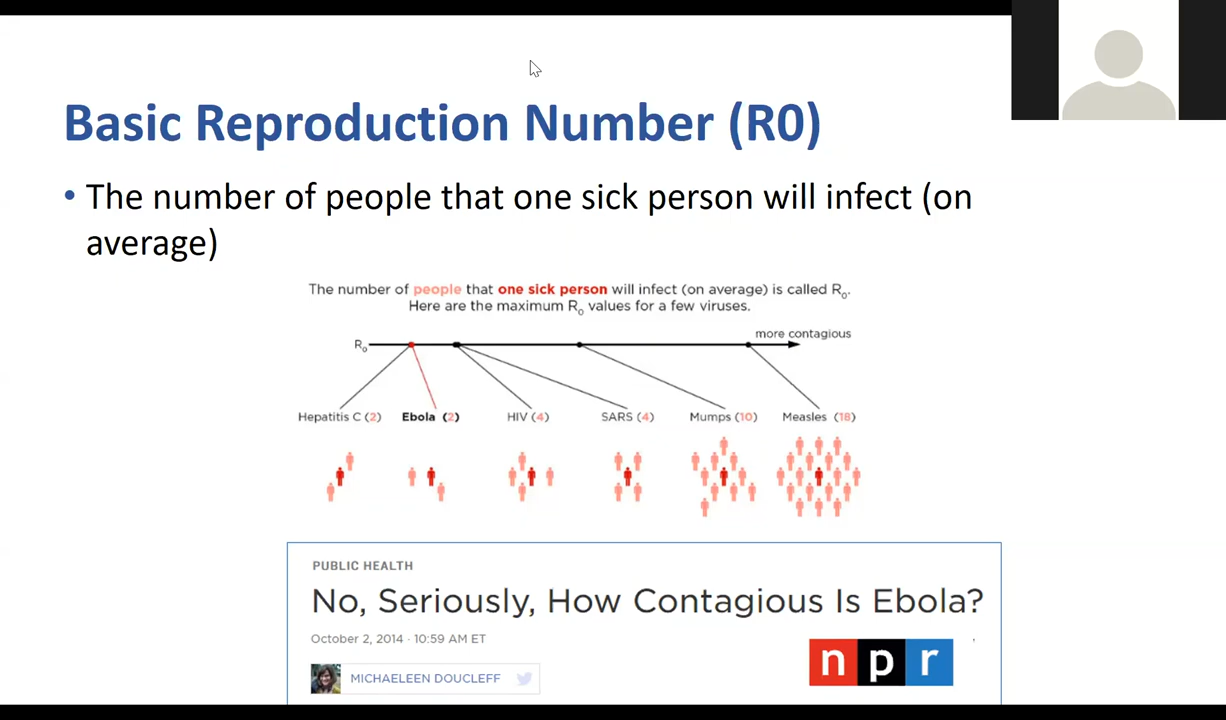 Basic Reproduction Number (R0)
• The number of people that one sick person will infect (on
average)
The number of people that one sick person will infect (on average) is called R₀.
Here are the maximum R₀ values for a few viruses.
more contagious
R₀
Hepatitis C (2) Ebola (2) HIV (4) SARS (4) Mumps (10) Measles (18)
PUBLIC HEALTH
No, Seriously, How Contagious Is Ebola?
October 2, 2014 · 10:59 AM ET
n p r
MICHAELEEN DOUCLEFF